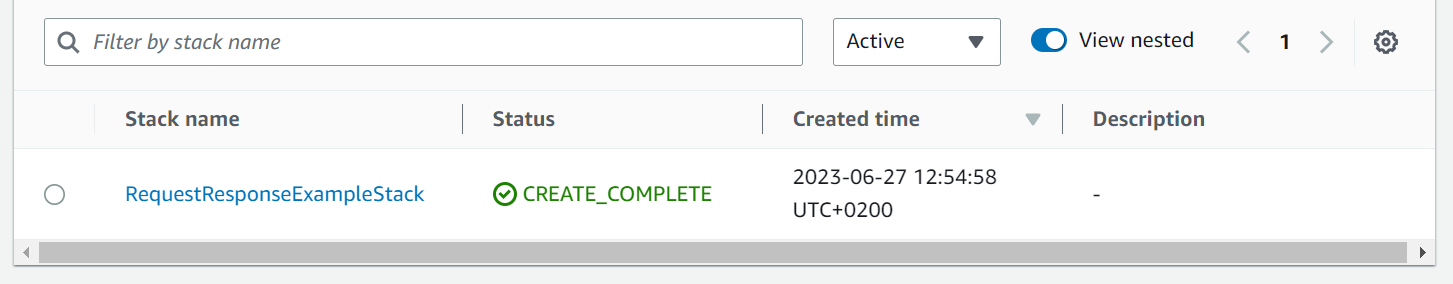 Filter by stack name
Active
View nested
1
Stack name
Status
Created time
Description
RequestResponseExampleStack
CREATE_COMPLETE
2023-06-27 12:54:58
UTC+0200
-